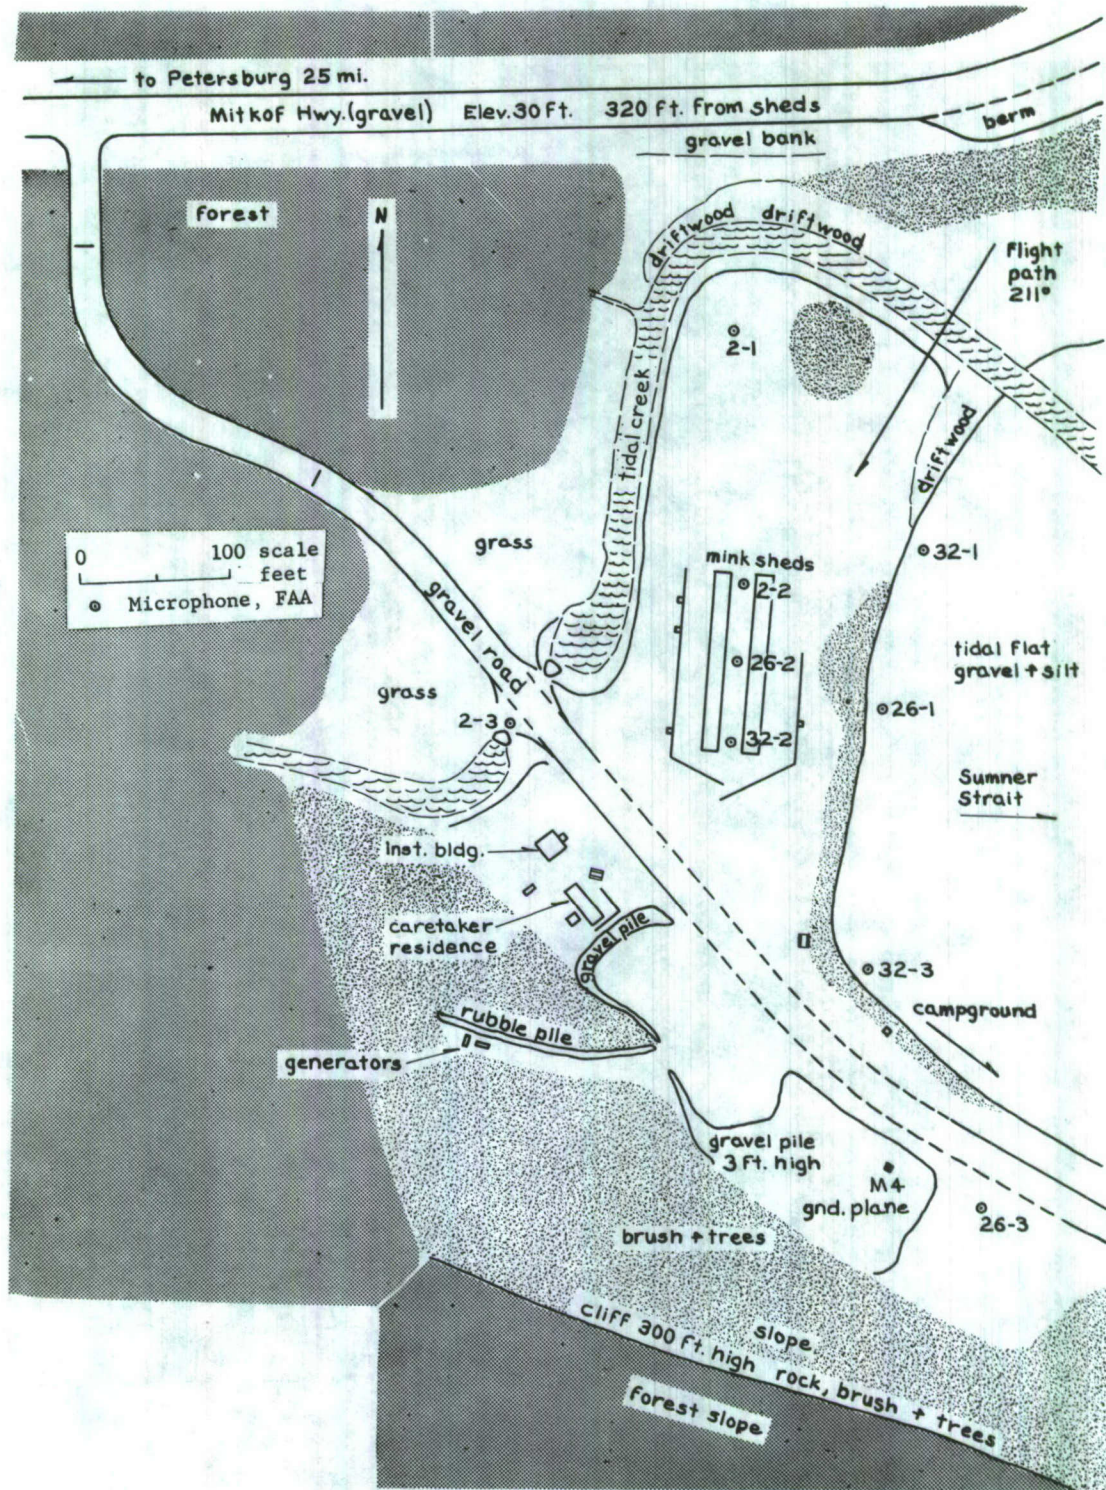 to Petersburg 25 mi.
Mitkof Hwy. (gravel) Elev. 30 Ft. 320 Ft. From sheds
berm
gravel bank
Forest
N
driftwood driftwood
Flight
path
211°
2-1
tidal creek
driftwood
0 100 scale
feet
Microphone, FAA
grass
mink sheds
32-1
2-2
gravel road
26-2
tidal Flat
gravel + silt
grass
2-3
26-1
32-2
Sumner
Strait
Inst. bldg.
caretaker
residence
gravel pile
32-3
campground
rubble pile
generators
gravel pile
3 Ft. high
M4
gnd. plane
26-3
brush + trees
slope
Cliff 300 Ft. high rock, brush + trees
Forest slope